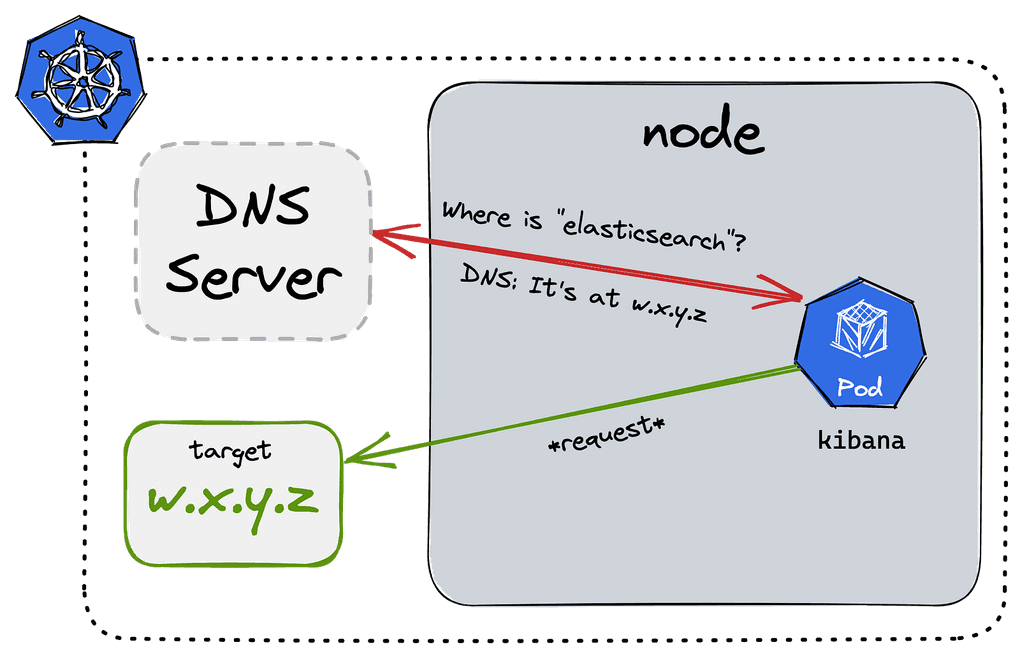 node
DNS
Server
Where is "elasticsearch"?
DNS: It's at w.x.y.z
Pod
kibana
*request*
target
w.x.y.z